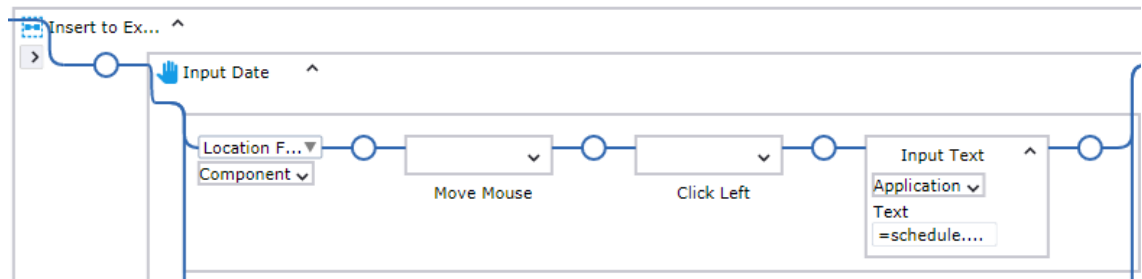 Insert to Ex...
Input Date
Location F...
Component
Move Mouse
Click Left
Input Text
Application
Text
=schedule....